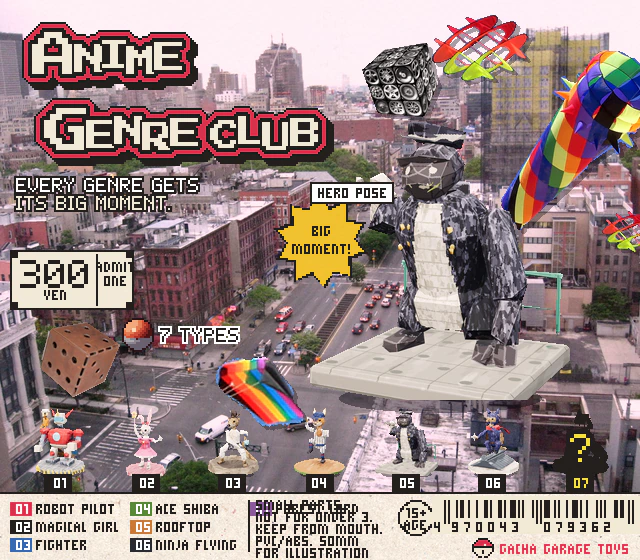 ANIME
GENRE CLUB
EVERY GENRE GETS
ITS BIG MOMENT.
HERO POSE
BIG
MOMENT!
300
YEN
ADMIT
ONE
7 TYPES
?
01
02
03
04
05
06
07
01 ROBOT PILOT
02 MAGICAL GIRL
03 FIGHTER
04 ACE SHIBA
05 ROOFTOP
06 NINJA FLYING
NOT FOR UNDER 3.
KEEP FROM MOUTH.
PVC/ABS. 50MM
FOR ILLUSTRATION
15+
AGE
4 970043 079362
GACHA GARAGE TOYS